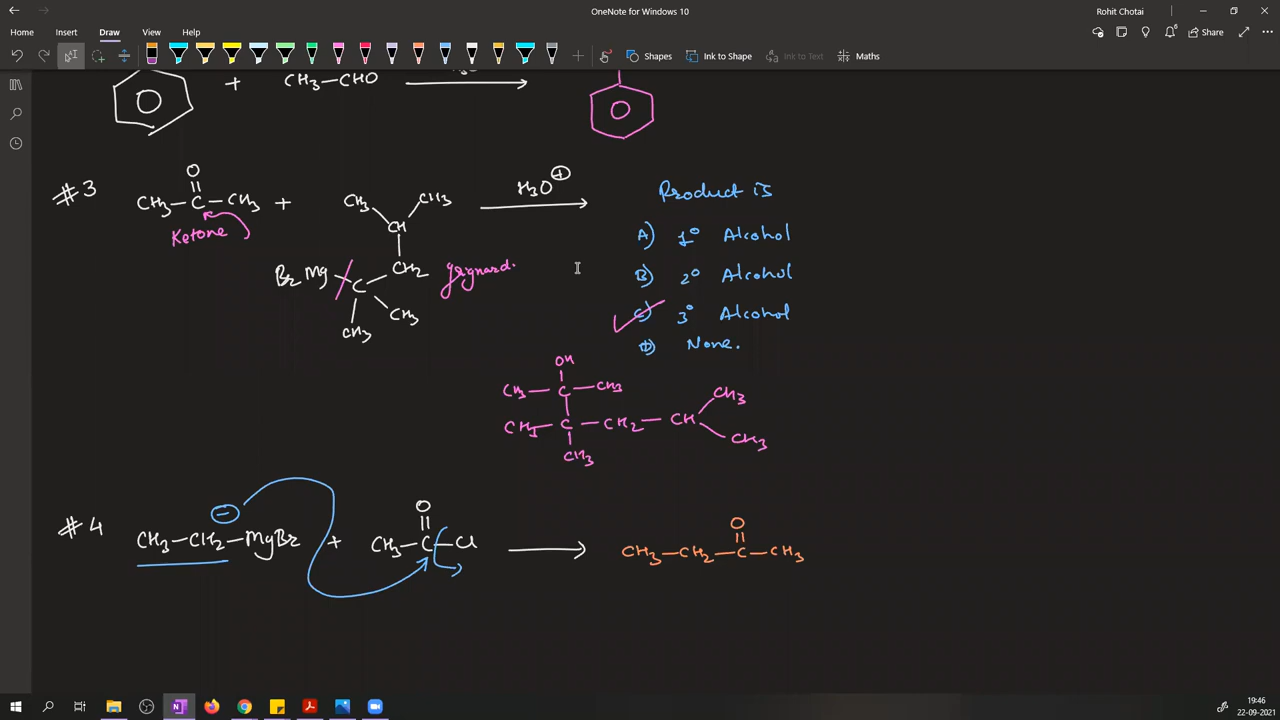 OneNote for Windows 10
Rohit Chotai
Home Insert Draw View Help
Share
Shapes Ink to Shape Ink to Text Maths
+ CH3-CHO
#3 CH3-C-CH3 + H3O⊕
O
Ketone
CH3 CH3
CH
CH2
BrMg C
CH3
CH3
Grignard.
Product is
A) 1° Alcohol
B) 2° Alcohol
C) 3° Alcohol
D) None.
OH
CH3-C-CH3
CH3-C-CH2-CH
CH3
CH3
CH3
#4 CH3-CH2-MgBr + CH3-C-Cl
O
O
CH3-CH2-C-CH3
19:46
22-09-2021